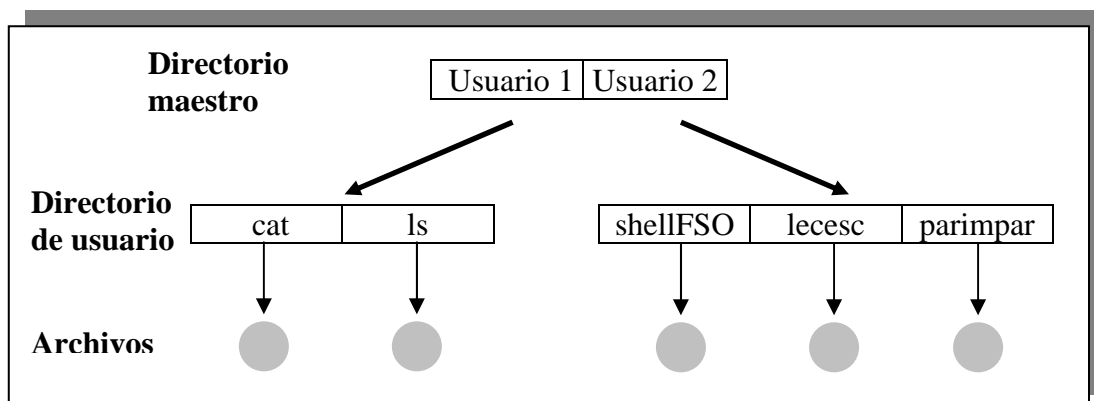 Directorio
maestro
Usuario 1 Usuario 2
Directorio
de usuario
cat ls shellFSO lecesc parimpar
Archivos